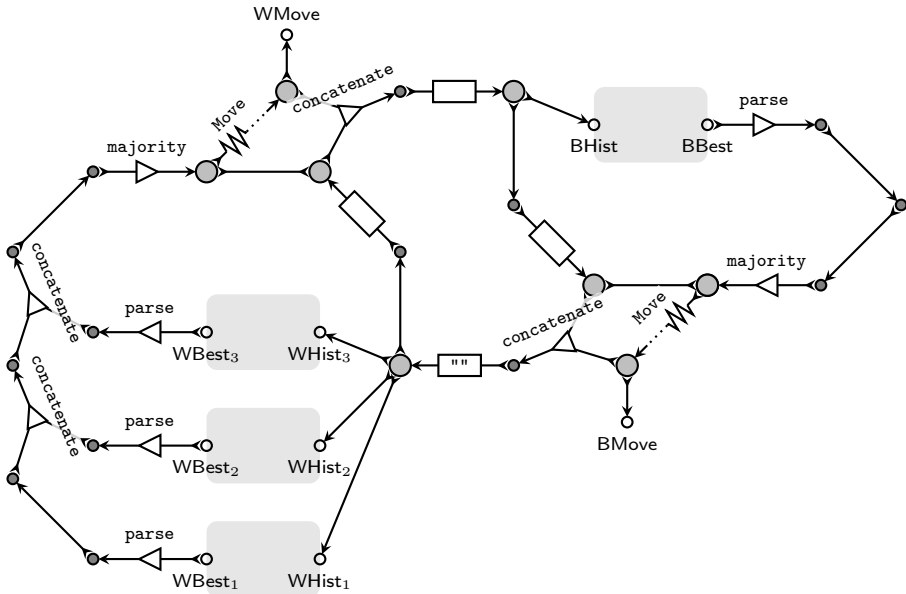 WMove
concatenate
Move
parse
BHist
BBest
majority
concatenate
parse
WBest₃
WHist₃
majority
Move
concatenate
""
BMove
concatenate
parse
WBest₂
WHist₂
parse
WBest₁
WHist₁